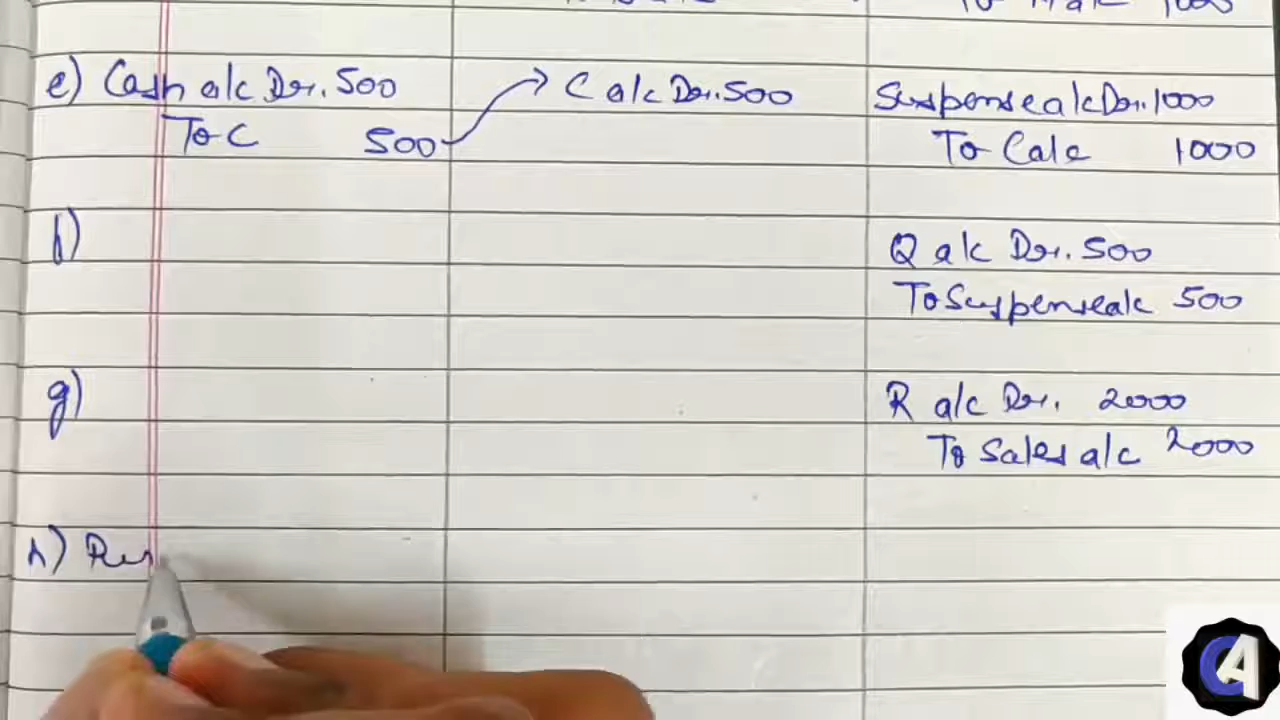 e) Cash a/c Dr. 500
To C 500
C a/c Dr. 500
Suspense a/c Dr. 1000
To C a/c 1000
f)
Q a/c Dr. 500
To Suspense a/c 500
g)
R a/c Dr. 2000
To Sales a/c 2000
h)
CA